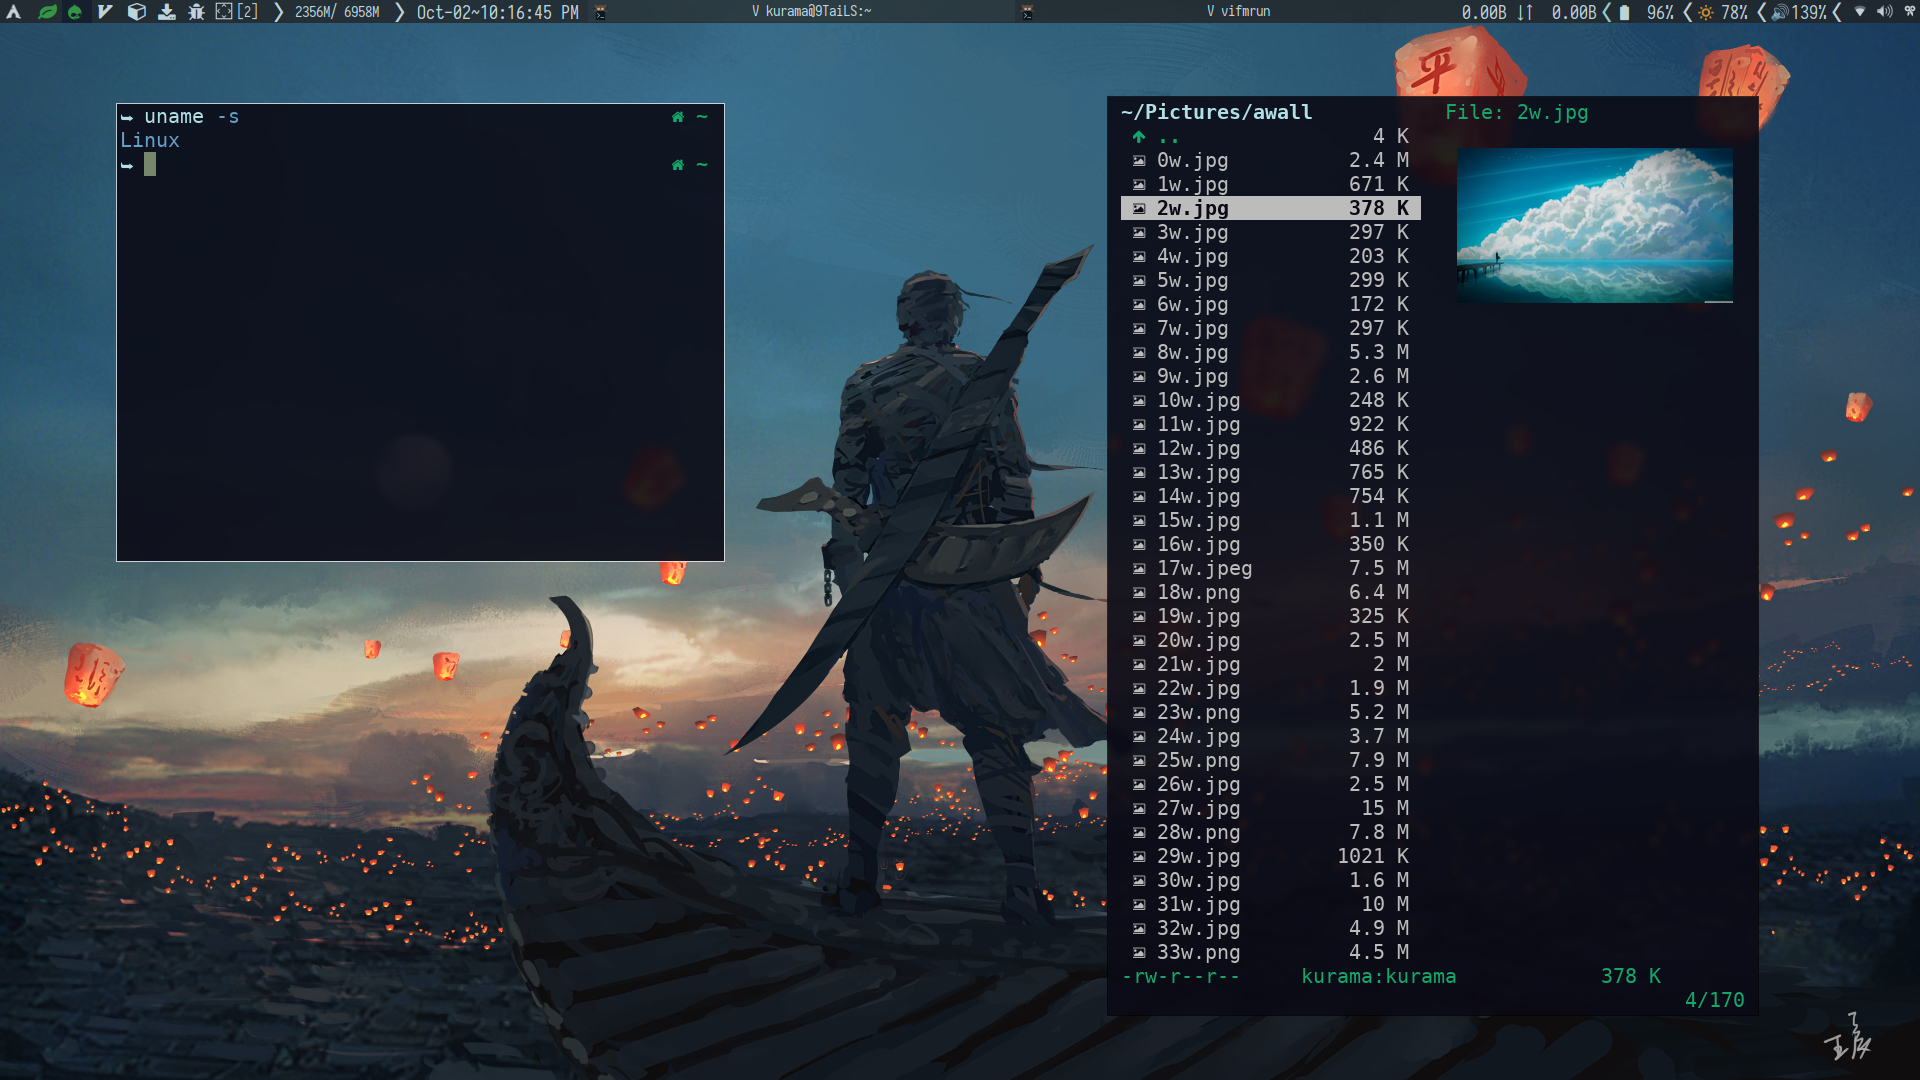 [2] 2356M/ 6958M Oct-02~10:16:45 PM V kurama@9TaiLS:~ V vifmrun 0.00B ↓↑ 0.00B 96% 78% 139%
uname -s ~
Linux
~
~/Pictures/awall File: 2w.jpg
.. 4 K
0w.jpg 2.4 M
1w.jpg 671 K
2w.jpg 378 K
3w.jpg 297 K
4w.jpg 203 K
5w.jpg 299 K
6w.jpg 172 K
7w.jpg 297 K
8w.jpg 5.3 M
9w.jpg 2.6 M
10w.jpg 248 K
11w.jpg 922 K
12w.jpg 486 K
13w.jpg 765 K
14w.jpg 754 K
15w.jpg 1.1 M
16w.jpg 350 K
17w.jpeg 7.5 M
18w.png 6.4 M
19w.jpg 325 K
20w.jpg 2.5 M
21w.jpg 2 M
22w.jpg 1.9 M
23w.png 5.2 M
24w.jpg 3.7 M
25w.png 7.9 M
26w.jpg 2.5 M
27w.jpg 15 M
28w.png 7.8 M
29w.jpg 1021 K
30w.jpg 1.6 M
31w.jpg 10 M
32w.jpg 4.9 M
33w.png 4.5 M
-rw-r--r-- kurama:kurama 378 K
4/170
平